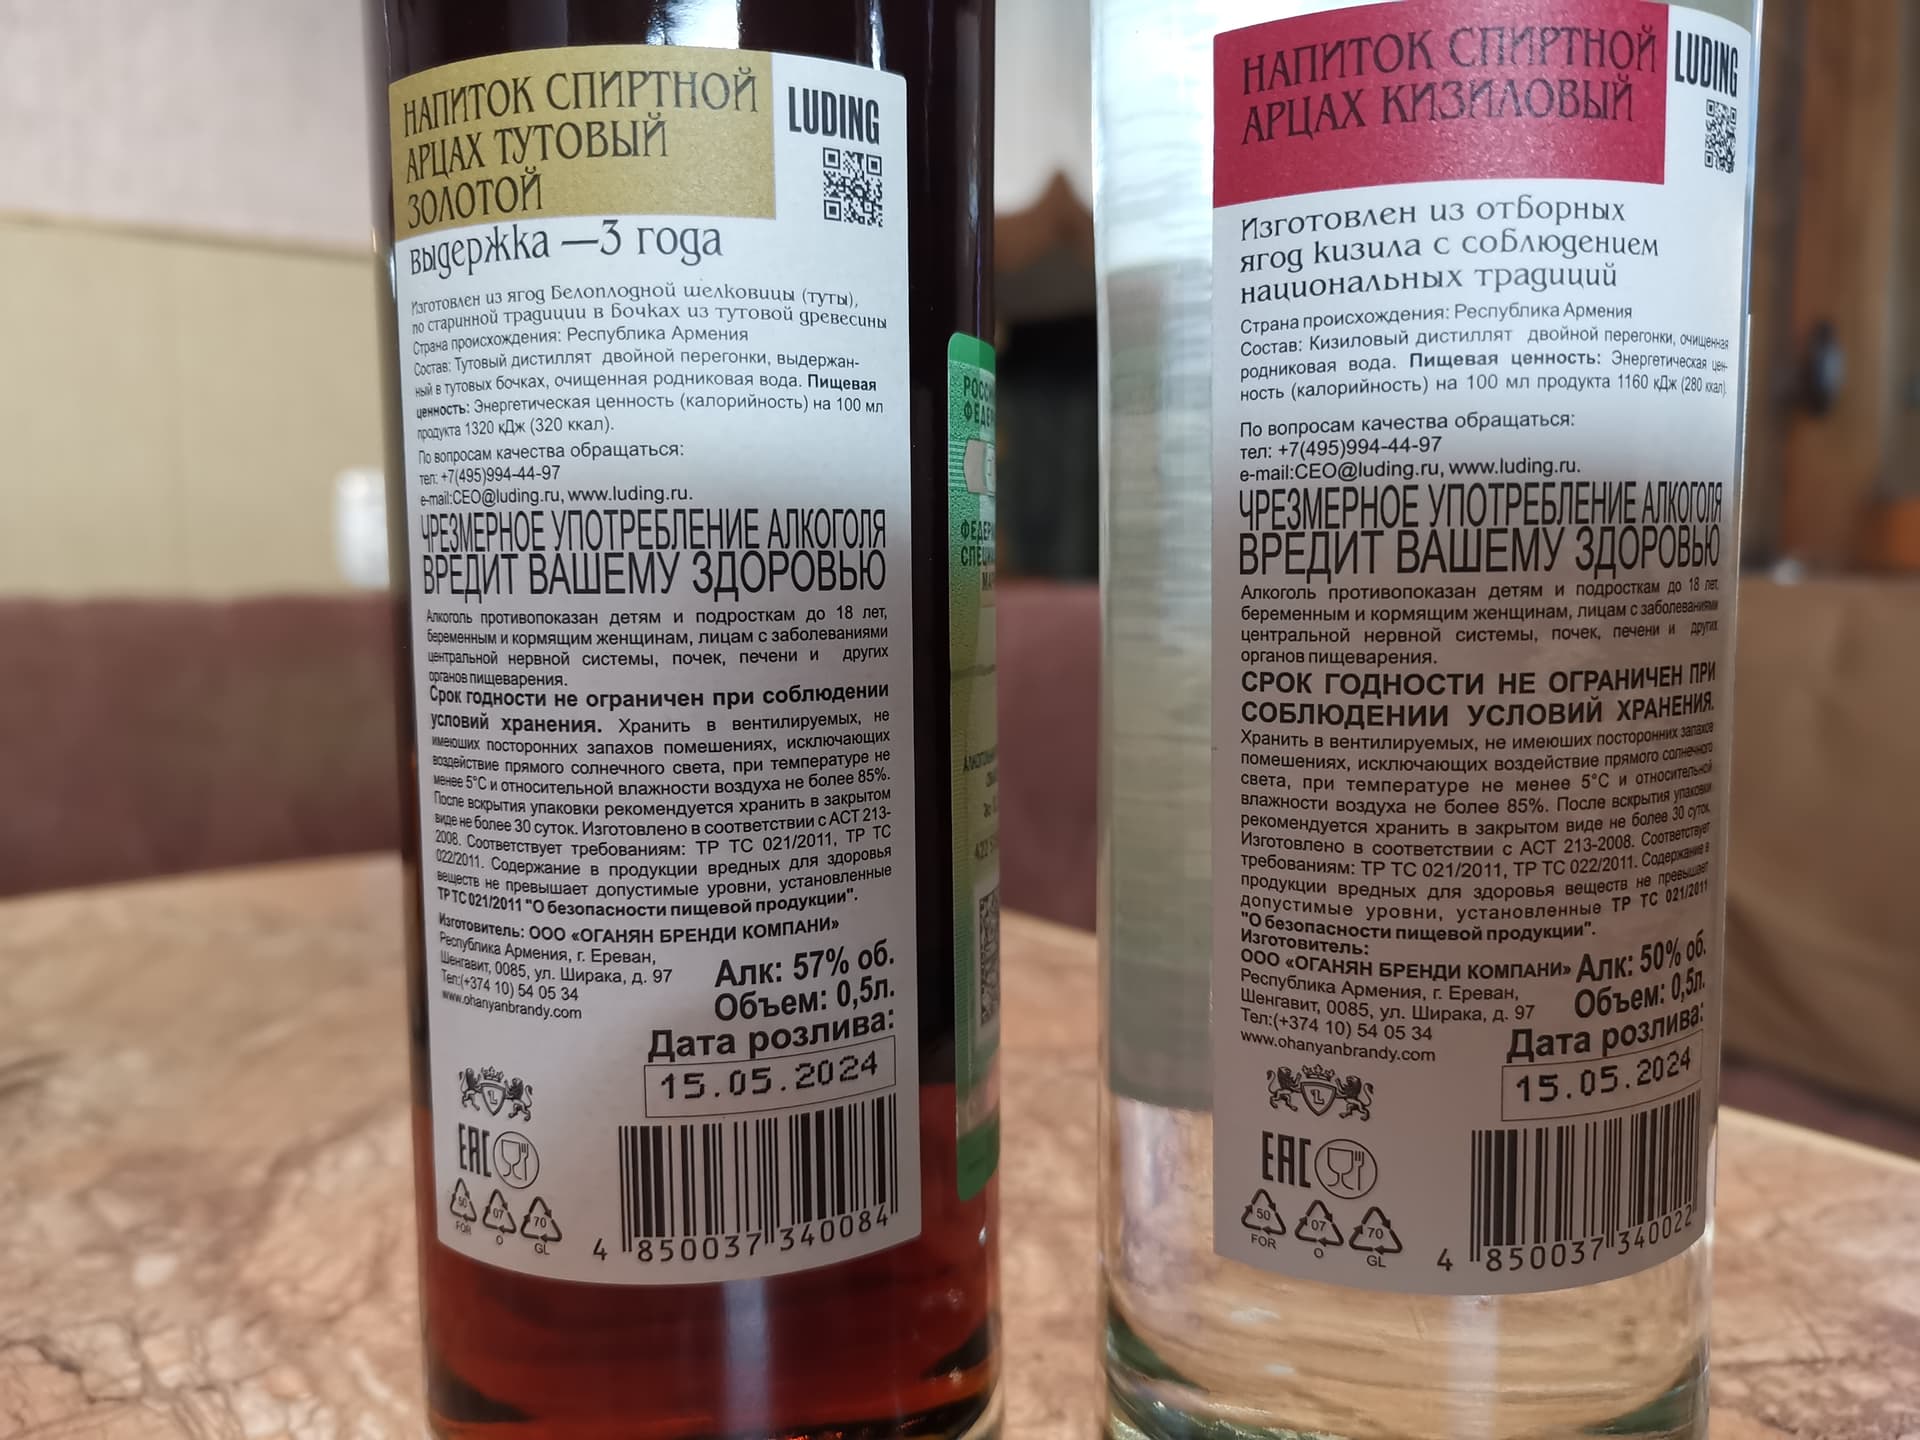 НАПИТОК СПИРТНОЙ
АРЦАХ ТУТОВЫЙ
ЗОЛОТОЙ
LUDING
выдержка —3 года
Изготовлен из ягод белоплодной шелковицы (туты),
по старинной традиции в бочках из тутовой древесины
Страна происхождения: Республика Армения
Состав: Тутовый дистиллят двойной перегонки, выдержан-
ный в тутовых бочках, очищенная родниковая вода. Пищевая
ценность: Энергетическая ценность (калорийность) на 100 мл
продукта 1320 кДж (320 ккал).
По вопросам качества обращаться:
тел: +7(495)994-44-97
e-mail:CEO@luding.ru, www.luding.ru.
ЧРЕЗМЕРНОЕ УПОТРЕБЛЕНИЕ АЛКОГОЛЯ
ВРЕДИТ ВАШЕМУ ЗДОРОВЬЮ
Алкоголь противопоказан детям и подросткам до 18 лет,
беременным и кормящим женщинам, лицам с заболеваниями
центральной нервной системы, почек, печени и других
органов пищеварения.
Срок годности не ограничен при соблюдении
условий хранения. Хранить в вентилируемых, не
имеюших посторонних запахов помешениях, исключающих
воздействие прямого солнечного света, при температуре не
менее 5°C и относительной влажности воздуха не более 85%.
После вскрытия упаковки рекомендуется хранить в закрытом
виде не более 30 суток. Изготовлено в соответствии с АСТ 213-
2008. Соответствует требованиям: ТР ТС 021/2011, ТР ТС
022/2011. Содержание в продукции вредных для здоровья
веществ не превышает допустимые уровни, установленные
ТР ТС 021/2011 "О безопасности пищевой продукции".
Изготовитель: ООО «ОГАНЯН БРЕНДИ КОМПАНИ»
Республика Армения, г. Ереван,
Шенгавит, 0085, ул. Ширака, д. 97
Тел:(+374 10) 54 05 34
www.ohanyanbrandy.com
Алк: 57% об.
Объем: 0,5л.
Дата розлива:
15.05.2024
EAC
50
FOR
07
O
70
GL
4 850037 340084
НАПИТОК СПИРТНОЙ
АРЦАХ КИЗИЛОВЫЙ
LUDING
Изготовлен из отборных
ягод кизила с соблюдением
национальных традиций
Страна происхождения: Республика Армения
Состав: Кизиловый дистиллят двойной перегонки, очищенная
родниковая вода. Пищевая ценность: Энергетическая цен-
ность (калорийность) на 100 мл продукта 1160 кДж (280 ккал).
По вопросам качества обращаться:
тел: +7(495)994-44-97
e-mail:CEO@luding.ru, www.luding.ru.
ЧРЕЗМЕРНОЕ УПОТРЕБЛЕНИЕ АЛКОГОЛЯ
ВРЕДИТ ВАШЕМУ ЗДОРОВЬЮ
Алкоголь противопоказан детям и подросткам до 18 лет,
беременным и кормящим женщинам, лицам с заболеваниями
центральной нервной системы, почек, печени и других
органов пищеварения.
СРОК ГОДНОСТИ НЕ ОГРАНИЧЕН ПРИ
СОБЛЮДЕНИИ УСЛОВИЙ ХРАНЕНИЯ.
Хранить в вентилируемых, не имеюших посторонних запахов
помешениях, исключающих воздействие прямого солнечного
света, при температуре не менее 5°C и относительной
влажности воздуха не более 85%. После вскрытия упаковки
рекомендуется хранить в закрытом виде не более 30 суток.
Изготовлено в соответствии с АСТ 213-2008. Соответствует
требованиям: ТР ТС 021/2011, ТР ТС 022/2011. Содержание в
продукции вредных для здоровья веществ не превышает
допустимые уровни, установленные ТР ТС 021/2011
"О безопасности пищевой продукции".
Изготовитель:
ООО «ОГАНЯН БРЕНДИ КОМПАНИ»
Республика Армения, г. Ереван,
Шенгавит, 0085, ул. Ширака, д. 97
Тел:(+374 10) 54 05 34
www.ohanyanbrandy.com
Алк: 50% об.
Объем: 0,5л.
Дата розлива:
15.05.2024
EAC
50
FOR
07
O
70
GL
4 850037 340022